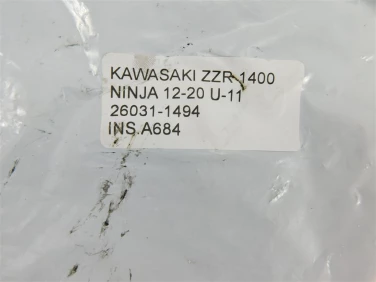 KAWASAKI ZZR 1400
NINJA 12-20 U-11
26031-1494
INS.A684